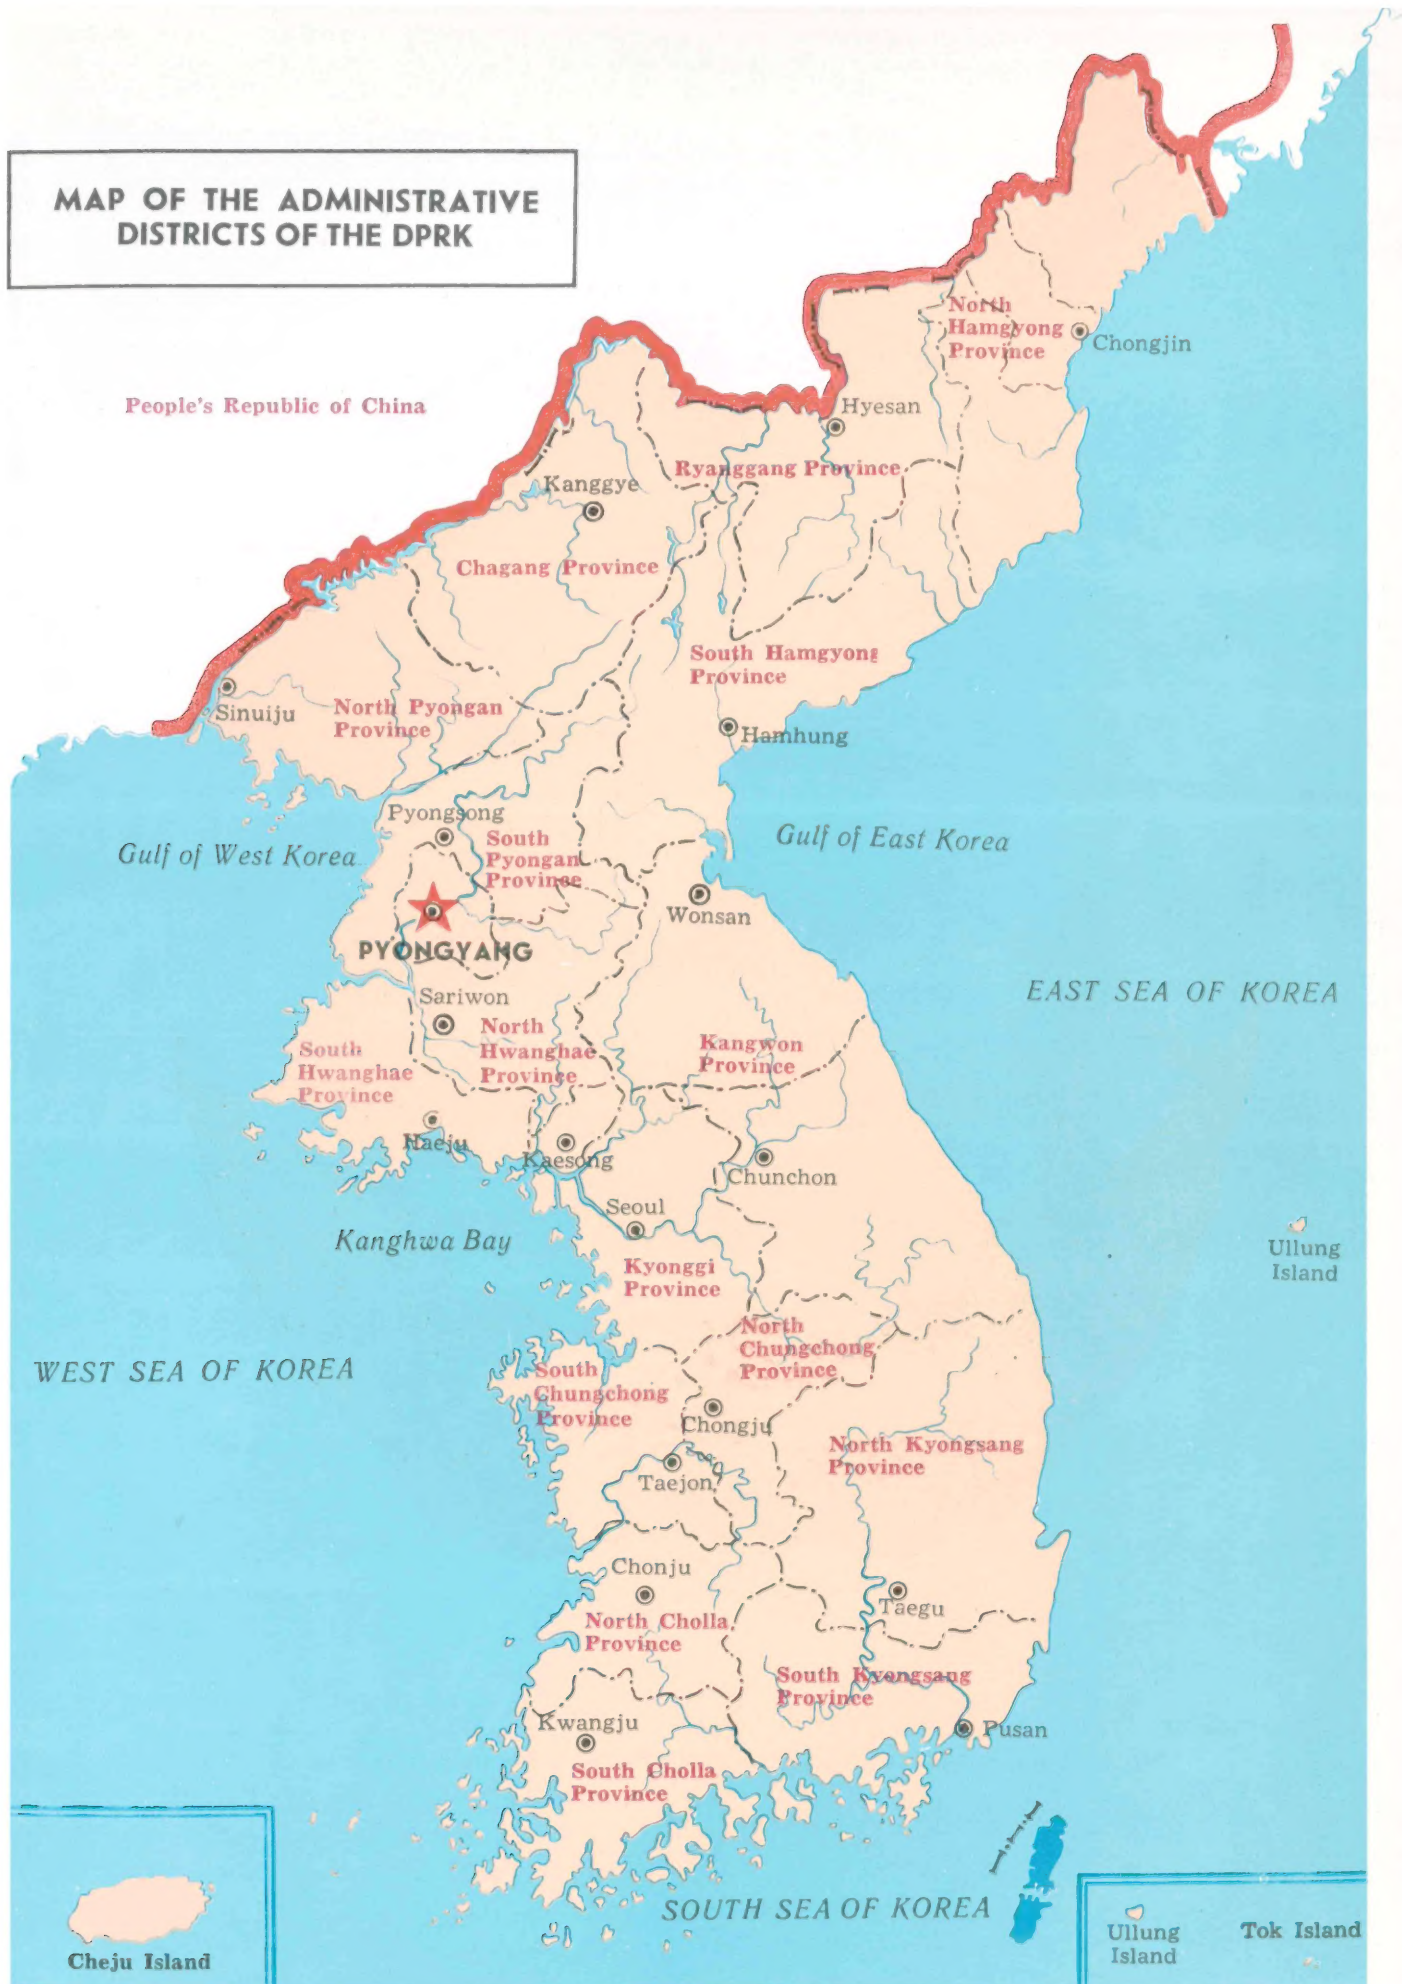 MAP OF THE ADMINISTRATIVE
DISTRICTS OF THE DPRK
People's Republic of China
North
Hamgyong
Province
Chongjin
Hyesan
Ryanggang Province
Kanggye
Chagang Province
South Hamgyong
Province
Sinuiju
North Pyongan
Province
Hamhung
Pyongsong
Gulf of West Korea
South
Pyongan
Province
Gulf of East Korea
Wonsan
PYONGYANG
EAST SEA OF KOREA
Sariwon
North
Hwanghae
Province
South
Hwanghae
Province
Kangwon
Province
Haeju
Kaesong
Chunchon
Seoul
Kanghwa Bay
Ullung
Island
Kyonggi
Province
North
Chungchong
Province
WEST SEA OF KOREA
South
Chungchong
Province
Chongju
North Kyongsang
Province
Taejon
Chonju
Taegu
North Cholla
Province
South Kyongsang
Province
Kwangju
Pusan
South Cholla
Province
SOUTH SEA OF KOREA
Cheju Island
Ullung
Island
Tok Island